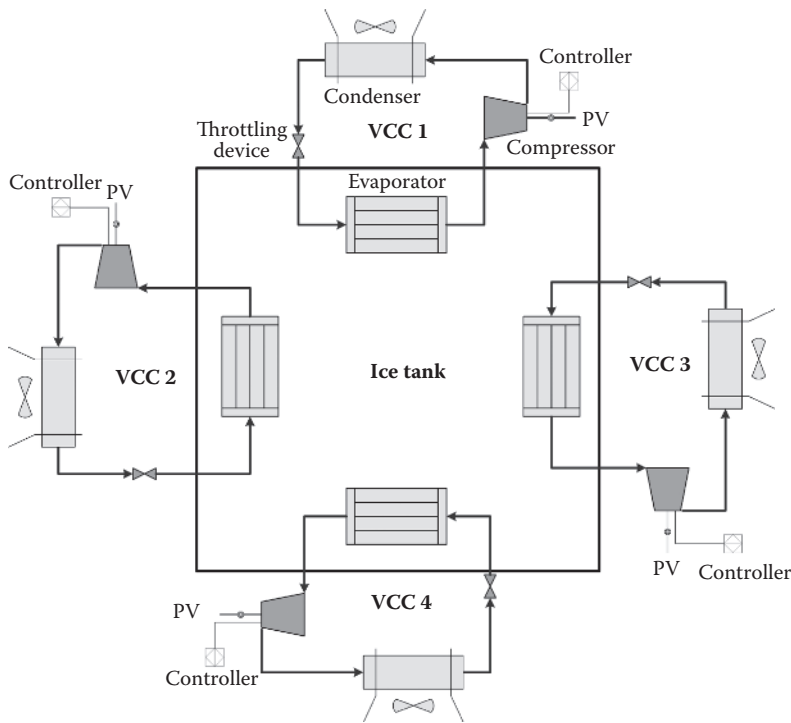 Controller
Condenser
PV
Throttling
device
VCC 1
Compressor
Evaporator
Controller
PV
VCC 2
Ice tank
VCC 3
PV
VCC 4
PV
Controller
Controller